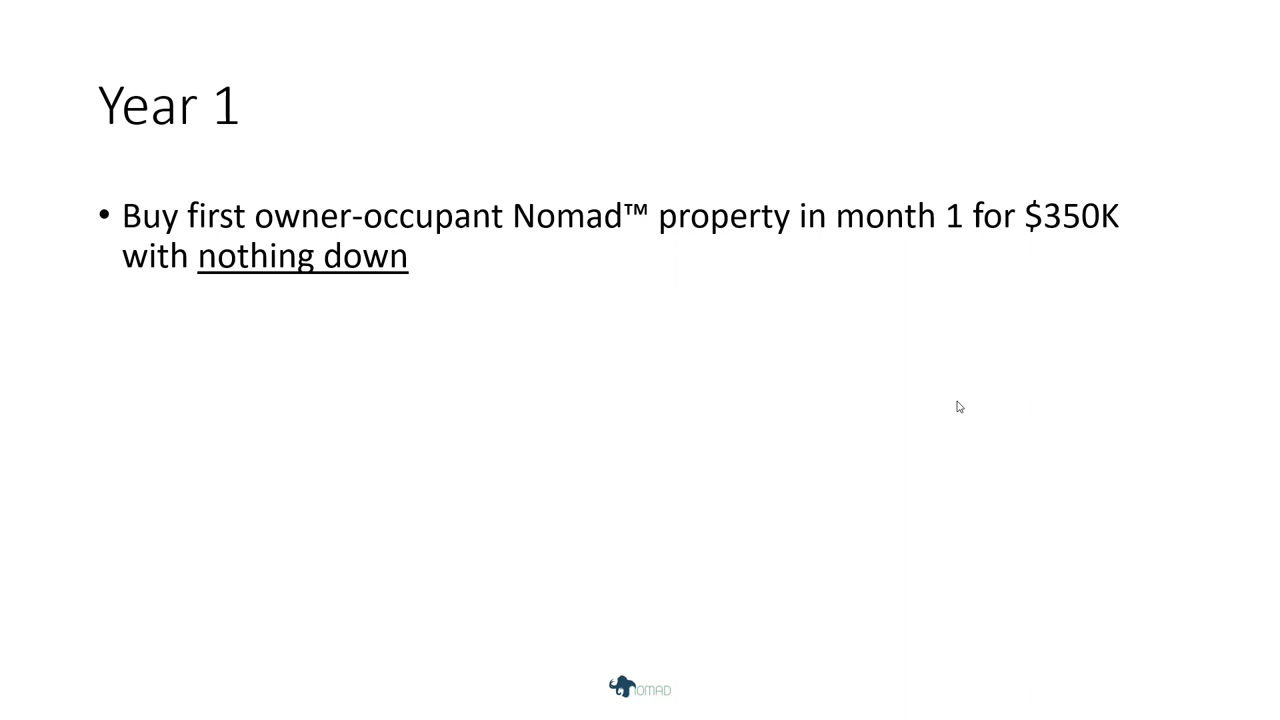 Year 1
• Buy first owner-occupant Nomad™ property in month 1 for $350K
with nothing down
NOMAD